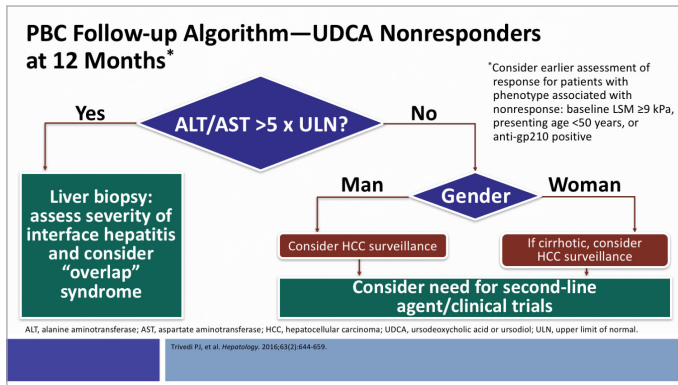 PBC Follow-up Algorithm—UDCA Nonresponders
at 12 Months*
*Consider earlier assessment of
response for patients with
phenotype associated with
nonresponse: baseline LSM ≥9 kPa,
presenting age <50 years, or
anti-gp210 positive
Yes
ALT/AST >5 x ULN?
No
Liver biopsy:
assess severity of
interface hepatitis
and consider
“overlap”
syndrome
Man
Gender
Woman
Consider HCC surveillance
If cirrhotic, consider
HCC surveillance
Consider need for second-line
agent/clinical trials
ALT, alanine aminotransferase; AST, aspartate aminotransferase; HCC, hepatocellular carcinoma; UDCA, ursodeoxycholic acid or ursodiol; ULN, upper limit of normal.
Trivedi PJ, et al. Hepatology. 2016;63(2):644-659.